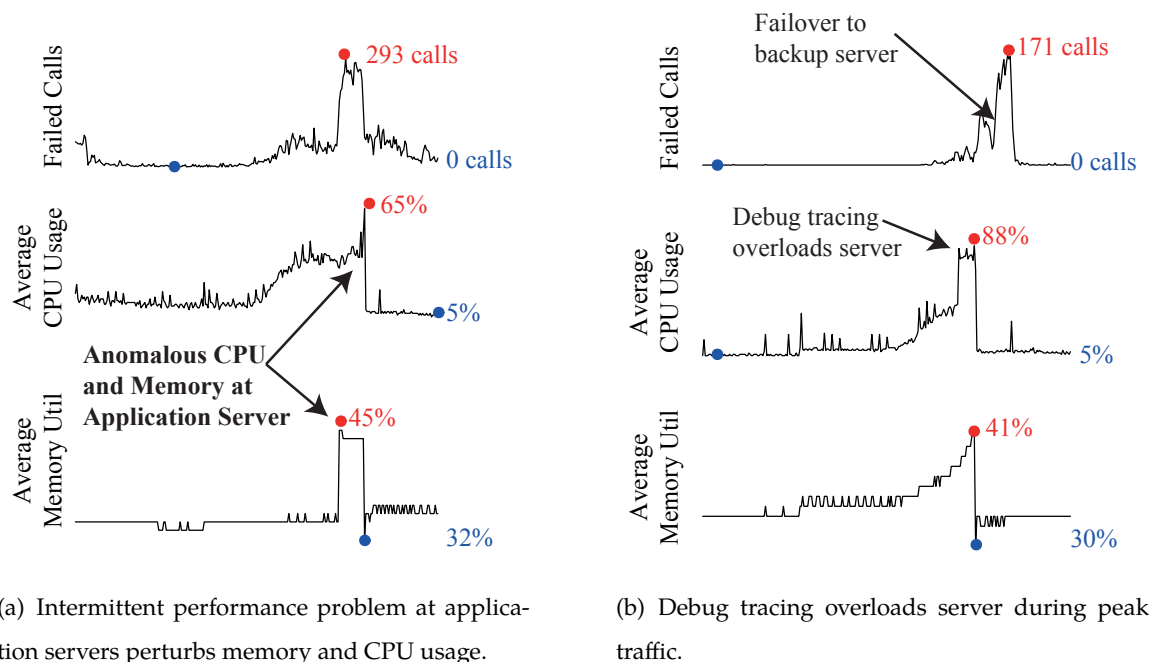 Failed Calls
293 calls
0 calls
Average
CPU Usage
65%
5%
Anomalous CPU
and Memory at
Application Server
Average
Memory Util
45%
32%
(a) Intermittent performance problem at applica-
tion servers perturbs memory and CPU usage.
Failover to
backup server
Failed Calls
171 calls
0 calls
Debug tracing
overloads server
Average
CPU Usage
88%
5%
Average
Memory Util
41%
30%
(b) Debug tracing overloads server during peak
traffic.